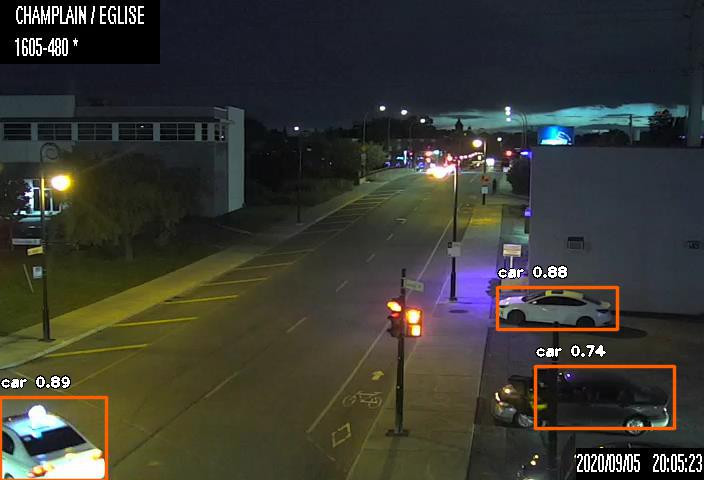 CHAMPLAIN / EGLISE
1605-480 *
car 0.88
car 0.74
car 0.89
2020/09/05 20:05:23